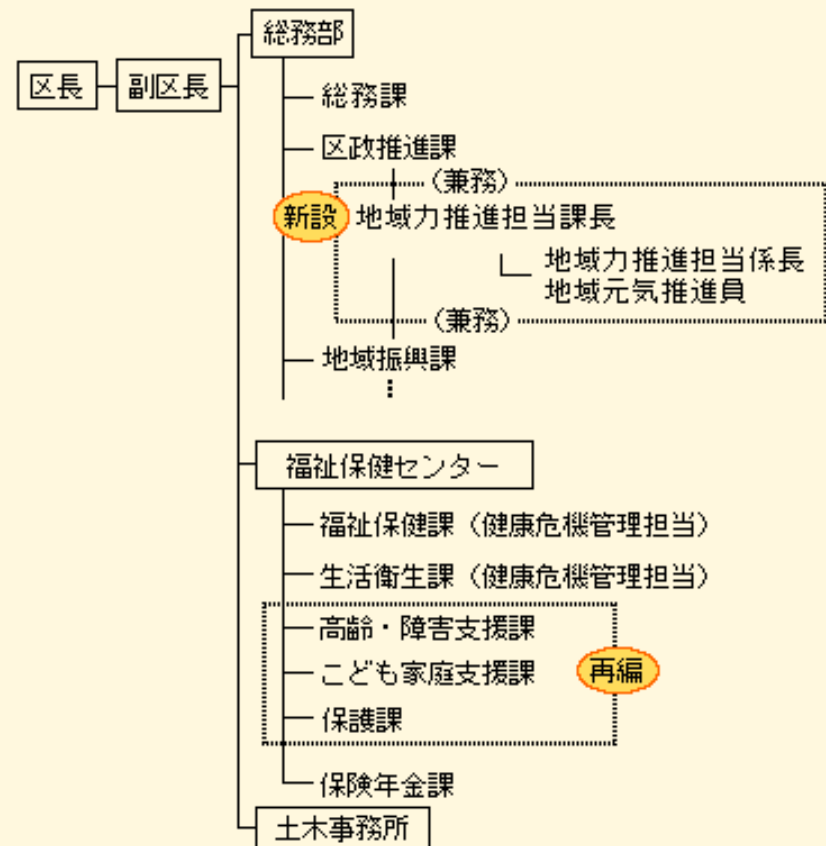 総務部
区長
副区長
総務課
区政推進課
(兼務)
新設
地域力推進担当課長
地域力推進担当係長
地域元気推進員
(兼務)
地域振興課
福祉保健センター
福祉保健課(健康危機管理担当)
生活衛生課(健康危機管理担当)
高齢・障害支援課
こども家庭支援課
再編
保護課
保険年金課
土木事務所